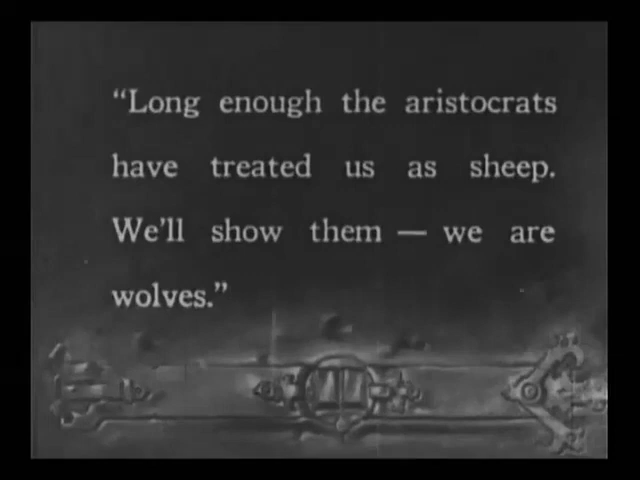 “Long enough the aristocrats
have treated us as sheep.
We’ll show them — we are
wolves.”